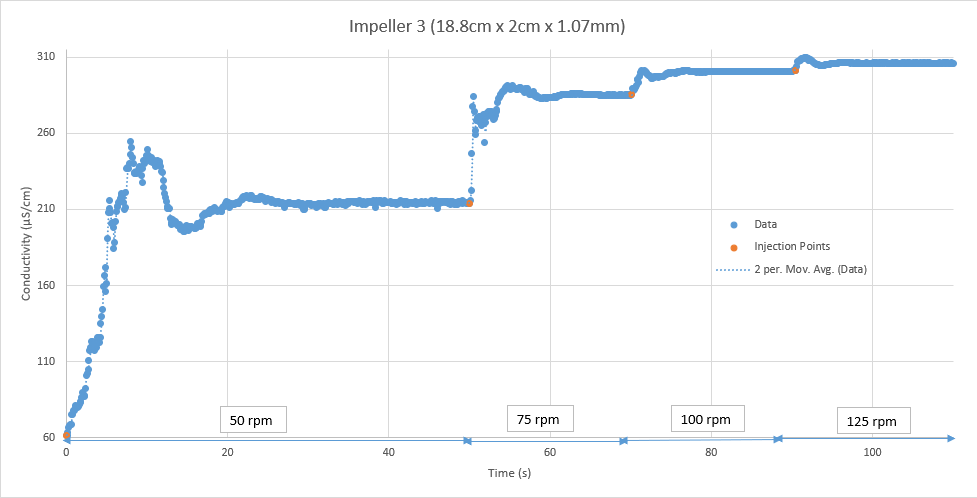 Impeller 3 (18.8cm x 2cm x 1.07mm)
310
260
210
160
110
60
Conductivity (µS/cm)
Data
Injection Points
2 per. Mov. Avg. (Data)
50 rpm
75 rpm
100 rpm
125 rpm
0
20
40
60
80
100
Time (s)